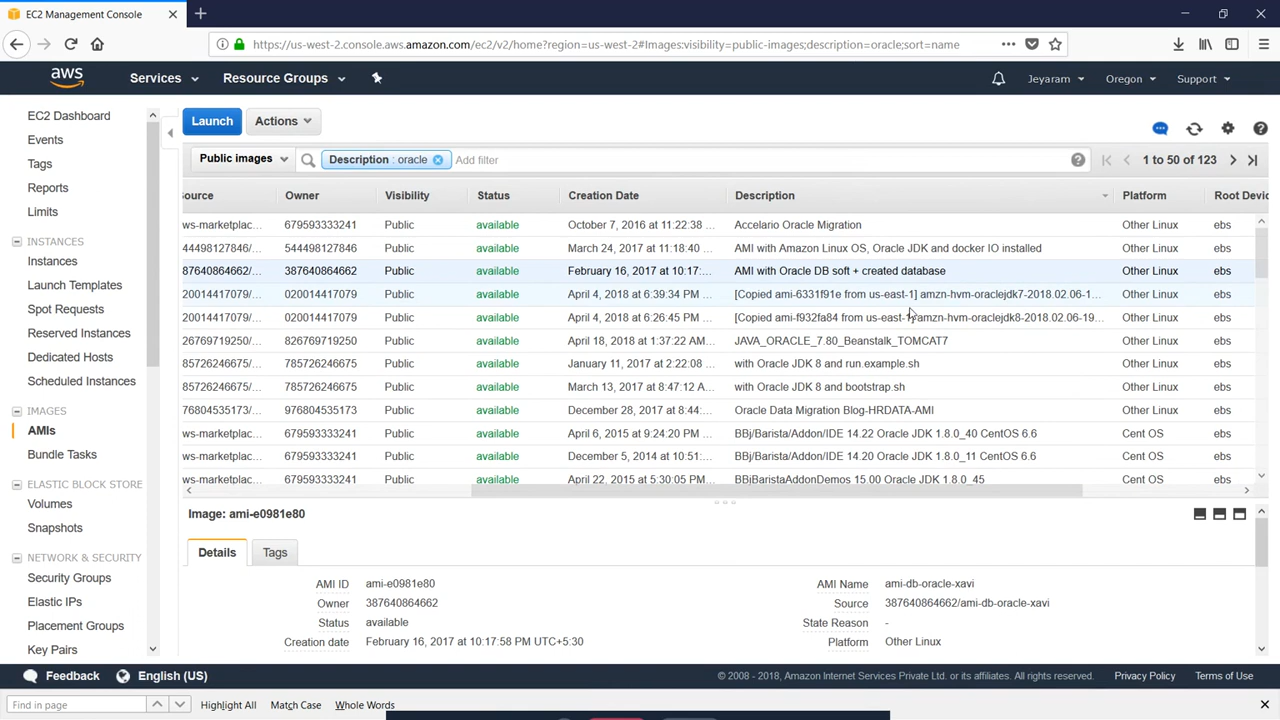 EC2 Management Console
https://us-west-2.console.aws.amazon.com/ec2/v2/home?region=us-west-2#Images:visibility=public-images;description=oracle;sort=name
aws Services Resource Groups Jeyaram Oregon Support
EC2 Dashboard
Events
Tags
Reports
Limits
INSTANCES
Instances
Launch Templates
Spot Requests
Reserved Instances
Dedicated Hosts
Scheduled Instances
IMAGES
AMIs
Bundle Tasks
ELASTIC BLOCK STORE
Volumes
Snapshots
NETWORK & SECURITY
Security Groups
Elastic IPs
Placement Groups
Key Pairs
Launch Actions
Public images Description : oracle Add filter 1 to 50 of 123
ource Owner Visibility Status Creation Date Description Platform Root Devic
ws-marketplac... 679593333241 Public available October 7, 2016 at 11:22:38 ... Accelario Oracle Migration Other Linux ebs
44498127846/... 544498127846 Public available March 24, 2017 at 11:18:40 ... AMI with Amazon Linux OS, Oracle JDK and docker IO installed Other Linux ebs
87640864662/... 387640864662 Public available February 16, 2017 at 10:17:... AMI with Oracle DB soft + created database Other Linux ebs
20014417079/... 020014417079 Public available April 4, 2018 at 6:39:34 PM ... [Copied ami-6331f91e from us-east-1] amzn-hvm-oraclejdk7-2018.02.06-1... Other Linux ebs
20014417079/... 020014417079 Public available April 4, 2018 at 6:26:45 PM ... [Copied ami-f932fa84 from us-east-1] amzn-hvm-oraclejdk8-2018.02.06-19... Other Linux ebs
26769719250/... 826769719250 Public available April 18, 2018 at 1:37:22 AM... JAVA_ORACLE_7.80_Beanstalk_TOMCAT7 Other Linux ebs
85726246675/... 785726246675 Public available January 11, 2017 at 2:22:08 ... with Oracle JDK 8 and run.example.sh Other Linux ebs
85726246675/... 785726246675 Public available March 13, 2017 at 8:47:12 A... with Oracle JDK 8 and bootstrap.sh Other Linux ebs
76804535173/... 976804535173 Public available December 28, 2017 at 8:44:... Oracle Data Migration Blog-HRDATA-AMI Other Linux ebs
ws-marketplac... 679593333241 Public available April 6, 2015 at 9:24:20 PM ... BBj/Barista/Addon/IDE 14.22 Oracle JDK 1.8.0_40 CentOS 6.6 Cent OS ebs
ws-marketplac... 679593333241 Public available December 5, 2014 at 10:51:... BBj/Barista/Addon/IDE 14.20 Oracle JDK 1.8.0_11 CentOS 6.6 Cent OS ebs
ws-marketplac... 679593333241 Public available April 22, 2015 at 5:30:05 PM... BBjBaristaAddonDemos 15.00 Oracle JDK 1.8.0_45 Cent OS ebs
Image: ami-e0981e80
Details Tags
AMI ID ami-e0981e80 AMI Name ami-db-oracle-xavi
Owner 387640864662 Source 387640864662/ami-db-oracle-xavi
Status available State Reason -
Creation date February 16, 2017 at 10:17:58 PM UTC+5:30 Platform Other Linux
Feedback English (US) © 2008 - 2018, Amazon Internet Services Private Ltd. or its affiliates. All rights reserved. Privacy Policy Terms of Use
Find in page Highlight All Match Case Whole Words